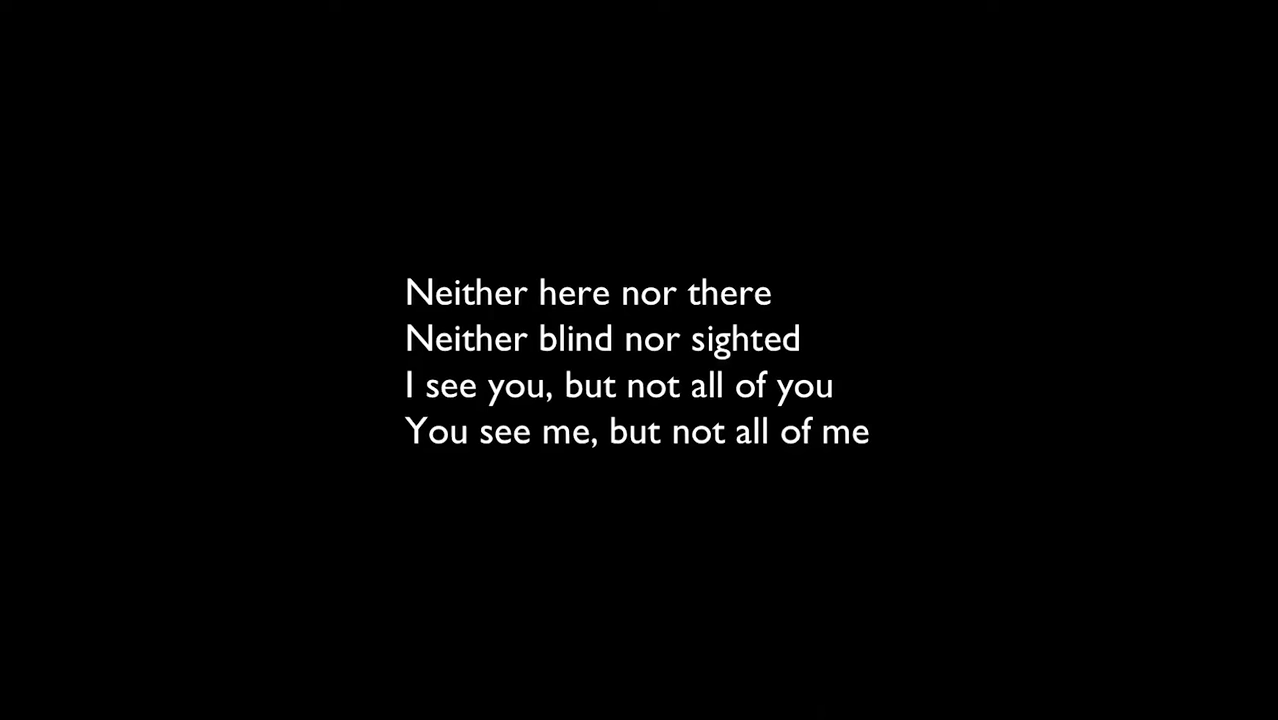 Neither here nor there
Neither blind nor sighted
I see you, but not all of you
You see me, but not all of me